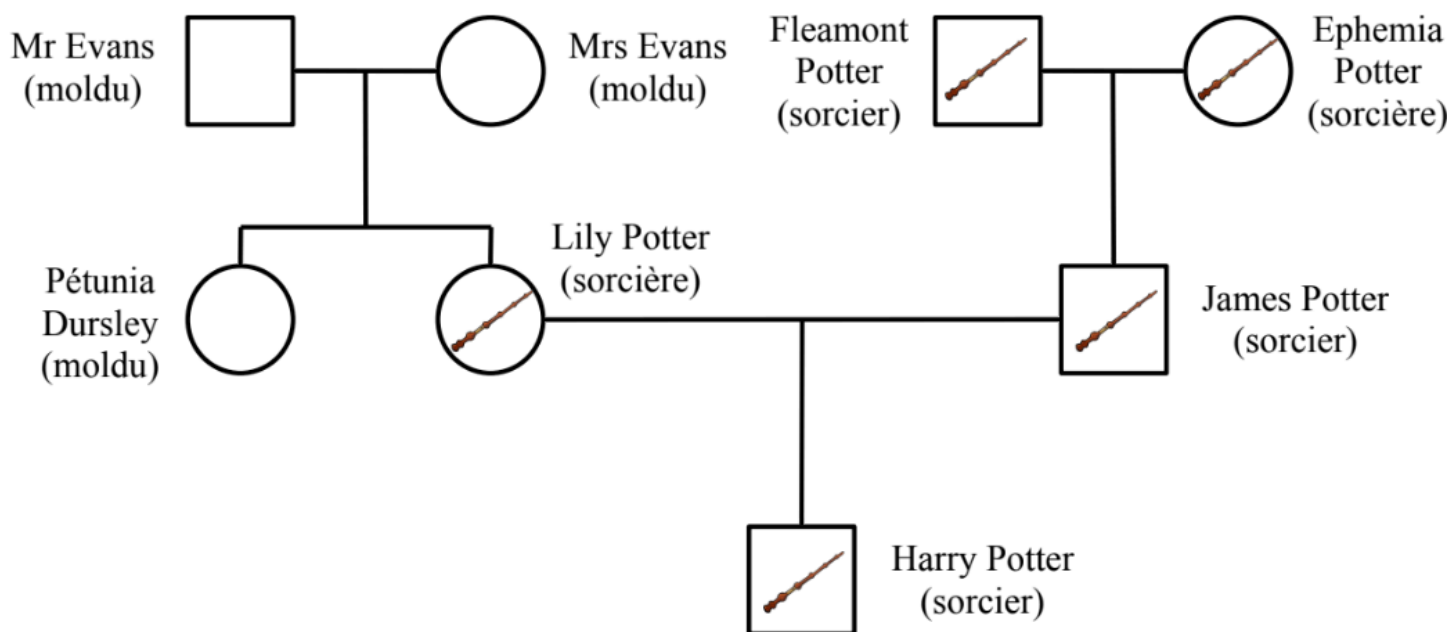 Mr Evans
(moldu)
Mrs Evans
(moldu)
Fleamont
Potter
(sorcier)
Ephemia
Potter
(sorcière)
Pétunia
Dursley
(moldu)
Lily Potter
(sorcière)
James Potter
(sorcier)
Harry Potter
(sorcier)